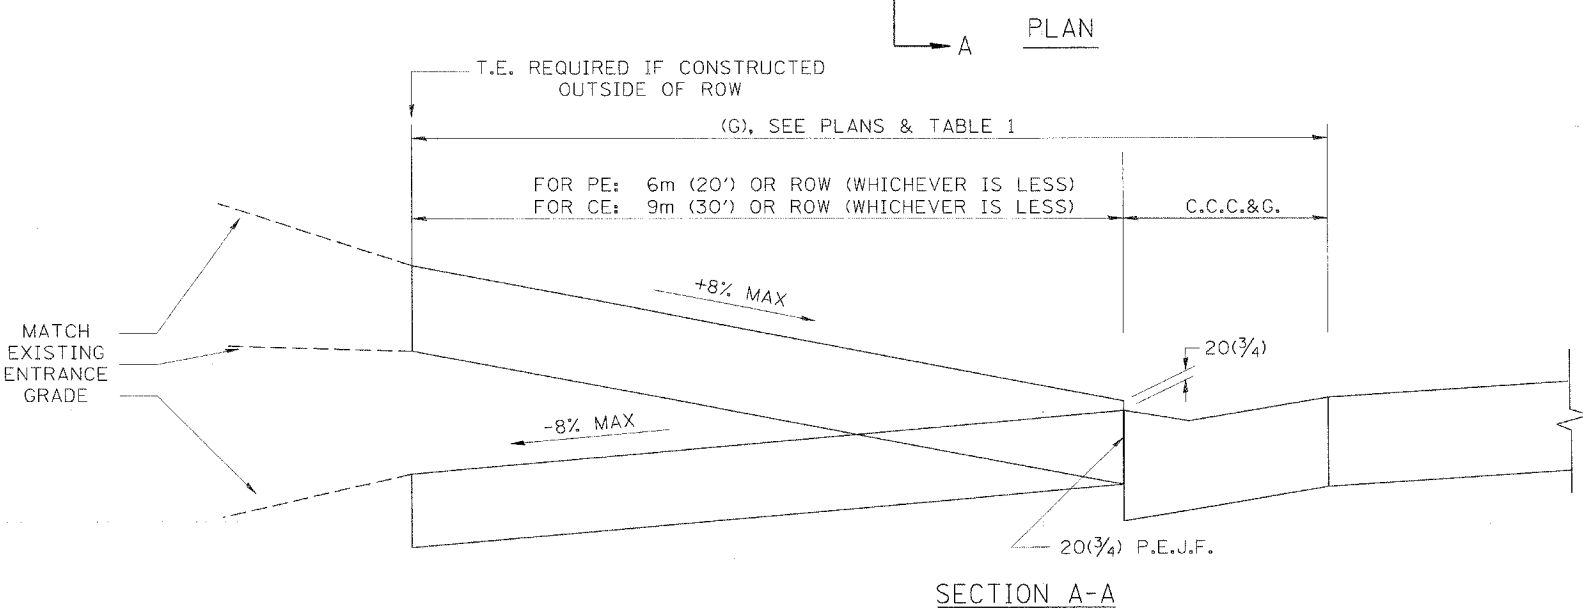 PLAN
A
T.E. REQUIRED IF CONSTRUCTED
OUTSIDE OF ROW
(G), SEE PLANS & TABLE 1
FOR PE: 6m (20') OR ROW (WHICHEVER IS LESS)
FOR CE: 9m (30') OR ROW (WHICHEVER IS LESS)
C.C.C.&G.
+8% MAX
MATCH
EXISTING
ENTRANCE
GRADE
20(3/4)
-8% MAX
20(3/4) P.E.J.F.
SECTION A-A